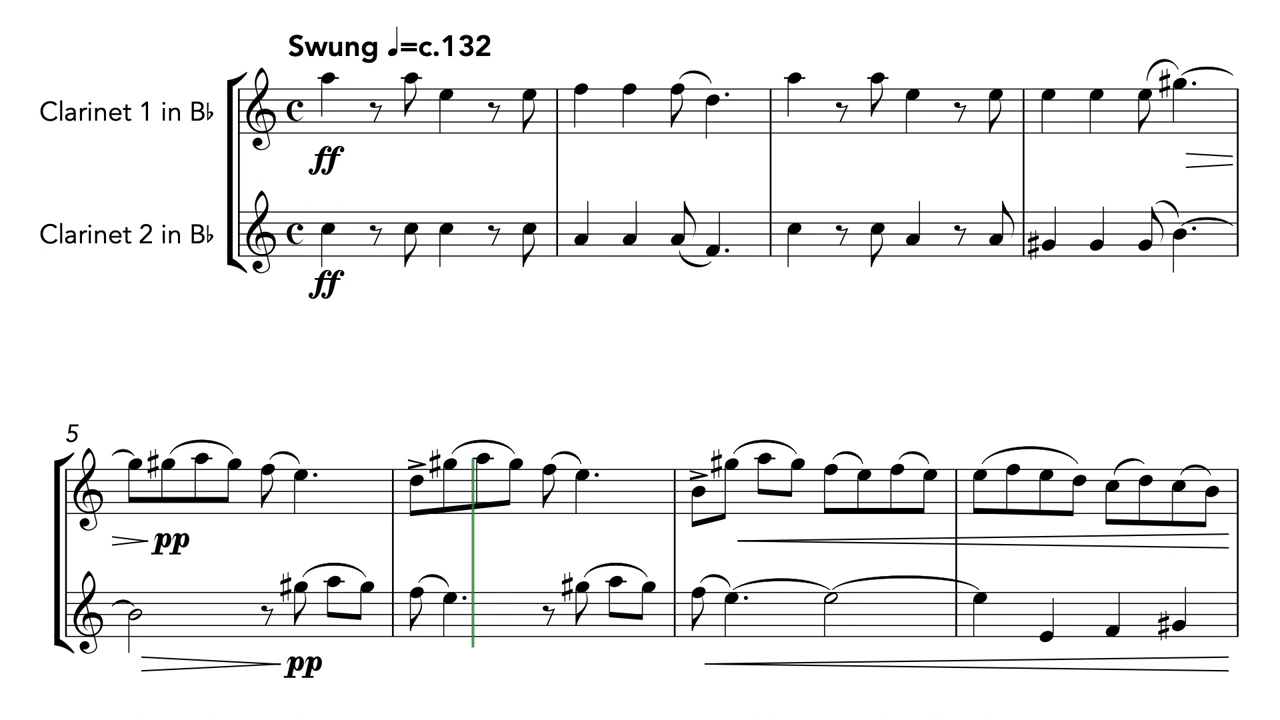 Swung ♩=c.132
Clarinet 1 in B♭
ff
Clarinet 2 in B♭
ff
5
pp
pp